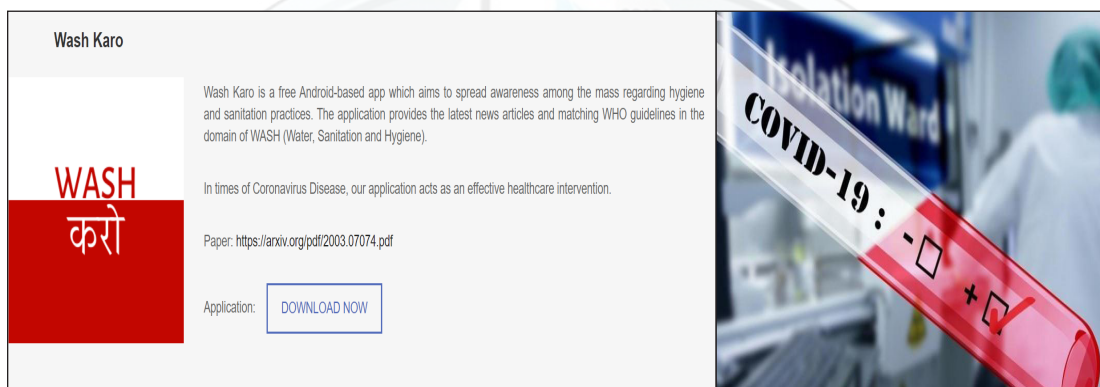 Wash Karo
WASH
करो
Wash Karo is a free Android-based app which aims to spread awareness among the mass regarding hygiene
and sanitation practices. The application provides the latest news articles and matching WHO guidelines in the
domain of WASH (Water, Sanitation and Hygiene).
In times of Coronavirus Disease, our application acts as an effective healthcare intervention.
Paper: https://arxiv.org/pdf/2003.07074.pdf
Application: DOWNLOAD NOW
Isolation Ward
COVID-19 : -
+